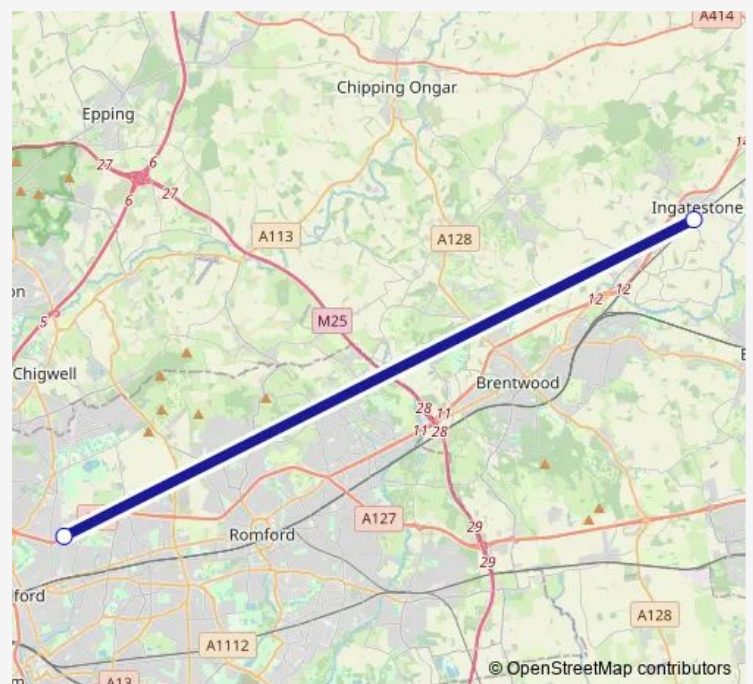 A414
Chipping Ongar
Epping
27
6
6
27
Ingatestone
A113
A128
on
12
12
5
M25
Chigwell
Brentwood
28
11
11
28
A127
Romford
29
29
ford
A128
A1112
© OpenStreetMap contributors
A13